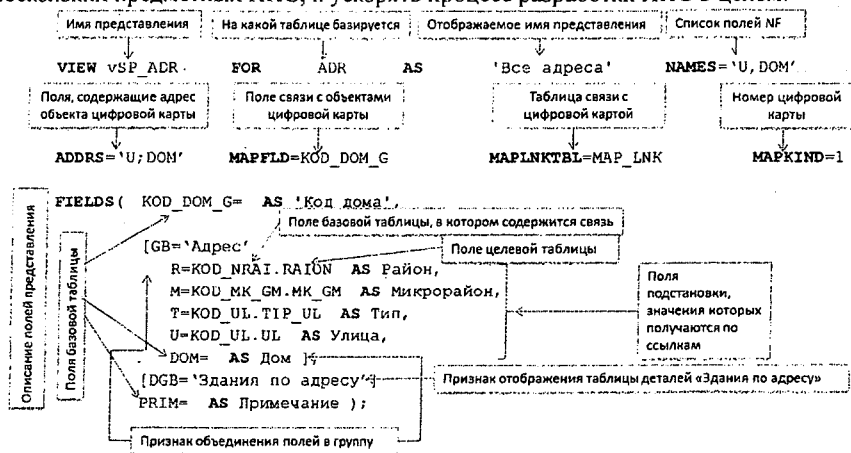 Имя представления На какой таблице базируется Отображаемое имя представления Список полей NF
VIEW vSP_ADR FOR ADR AS 'Все адреса' NAMES='U,DOM'
Поля, содержащие адрес объекта цифровой карты
Поле связи с объектами цифровой карты
Таблица связи с цифровой картой
Номер цифровой карты
ADDRS='U;DOM' MAPFLD=KOD_DOM_G MAPLNKTBL=MAP_LNK MAPKIND=1
Описание полей представления
Поля базовой таблицы
FIELDS( KOD_DOM_G= AS 'Код дома',
Поле базовой таблицы, в котором содержится связь
[GB='Адрес'
Поле целевой таблицы
R=KOD_NRAI.RAION AS Район,
M=KOD_MK_GM.MK_GM AS Микрорайон,
T=KOD_UL.TIP_UL AS Тип,
U=KOD_UL.UL AS Улица,
DOM= AS Дом ]
Поля
подстановки,
значения которых
получаются по
ссылкам
[DGB='Здания по адресу']
Признак отображения таблицы деталей «Здания по адресу»
PRIM= AS Примечание );
Признак объединения полей в группу